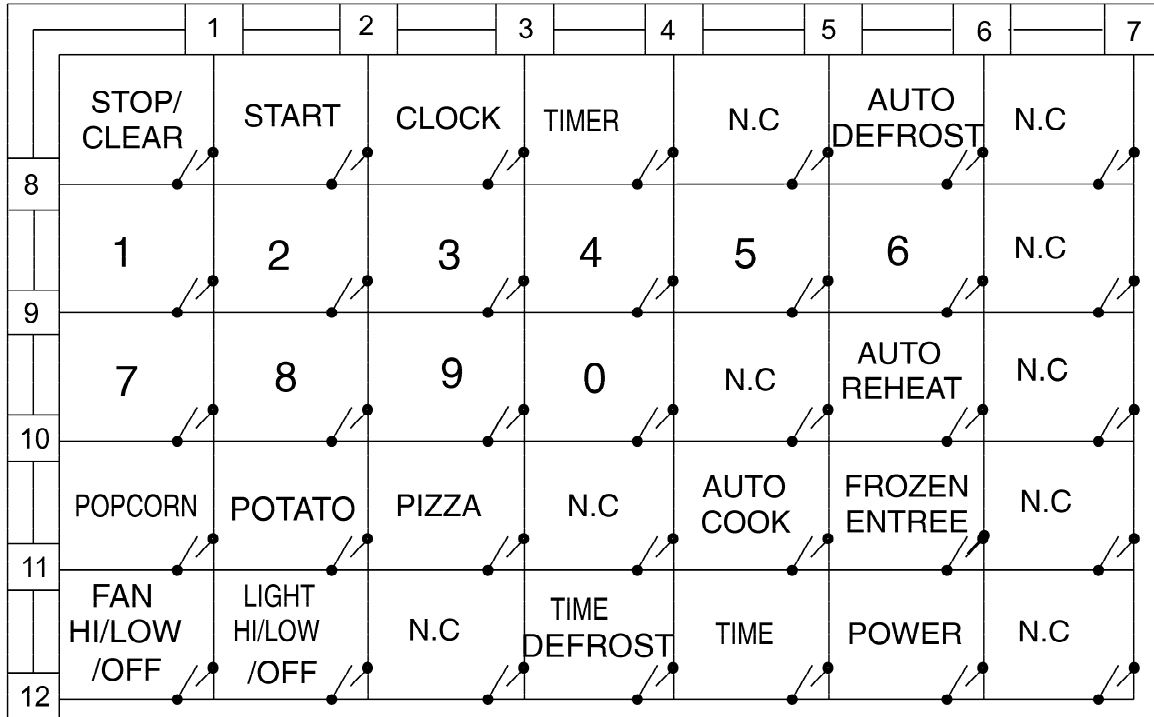 1 2 3 4 5 6 7
STOP/
CLEAR
START
CLOCK
TIMER
N.C
AUTO
DEFROST
N.C
8
1 2 3 4 5 6 N.C
9
7 8 9 0 N.C
AUTO
REHEAT
N.C
10
POPCORN
POTATO
PIZZA
N.C
AUTO
COOK
FROZEN
ENTREE
N.C
11
FAN
HI/LOW
/OFF
LIGHT
HI/LOW
/OFF
N.C
TIME
DEFROST
TIME
POWER
N.C
12